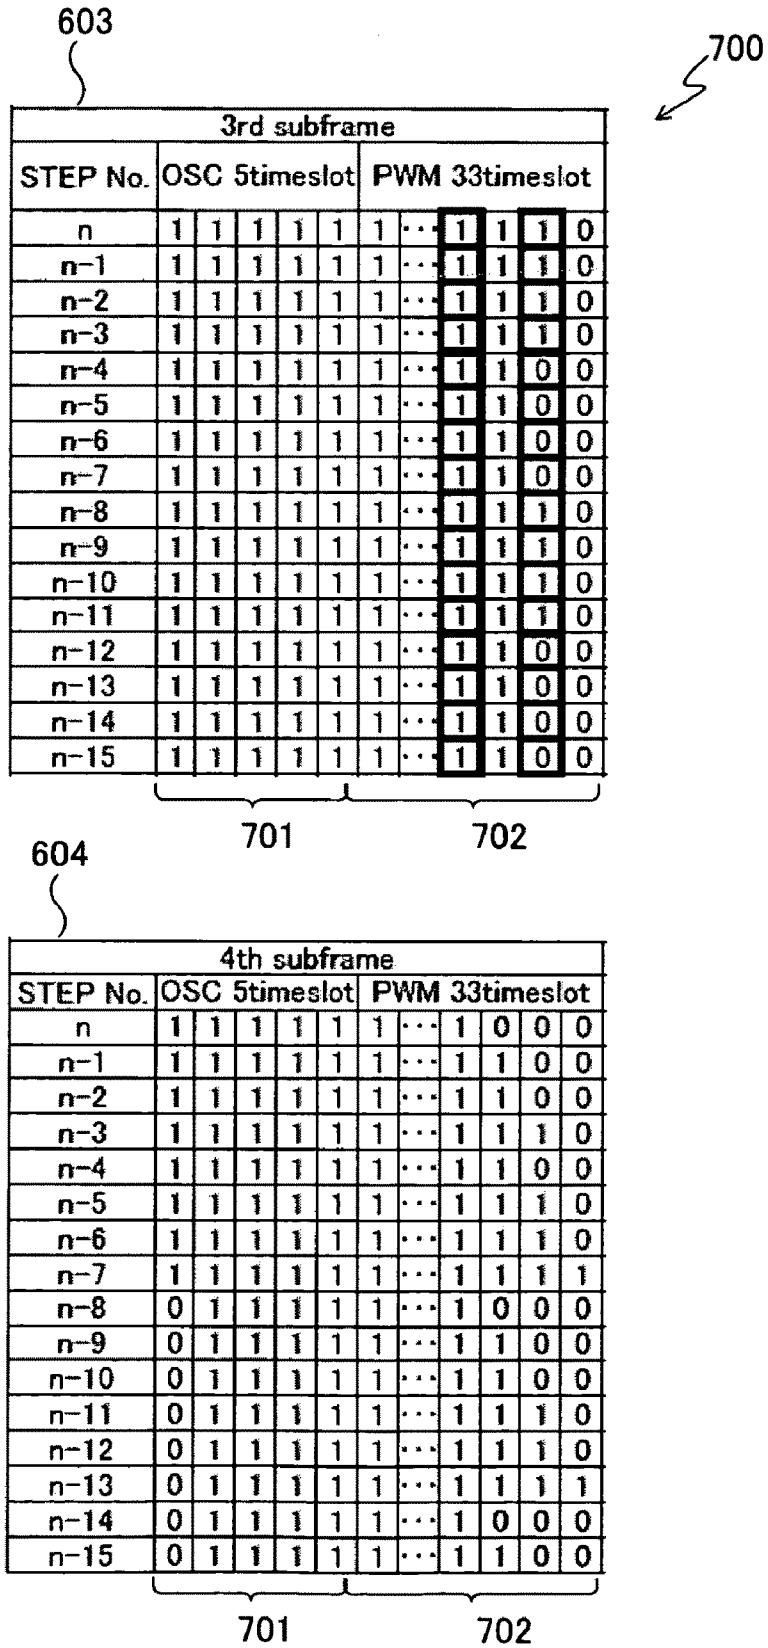 603
700
3rd subframe
STEP No. OSC 5timeslot PWM 33timeslot
n 1 1 1 1 1 1 ··· 1 1 1 0
n-1 1 1 1 1 1 1 ··· 1 1 1 0
n-2 1 1 1 1 1 1 ··· 1 1 1 0
n-3 1 1 1 1 1 1 ··· 1 1 1 0
n-4 1 1 1 1 1 1 ··· 1 1 0 0
n-5 1 1 1 1 1 1 ··· 1 1 0 0
n-6 1 1 1 1 1 1 ··· 1 1 0 0
n-7 1 1 1 1 1 1 ··· 1 1 0 0
n-8 1 1 1 1 1 1 ··· 1 1 1 0
n-9 1 1 1 1 1 1 ··· 1 1 1 0
n-10 1 1 1 1 1 1 ··· 1 1 1 0
n-11 1 1 1 1 1 1 ··· 1 1 1 0
n-12 1 1 1 1 1 1 ··· 1 1 0 0
n-13 1 1 1 1 1 1 ··· 1 1 0 0
n-14 1 1 1 1 1 1 ··· 1 1 0 0
n-15 1 1 1 1 1 1 ··· 1 1 0 0
701 702
604
4th subframe
STEP No. OSC 5timeslot PWM 33timeslot
n 1 1 1 1 1 1 ··· 1 0 0 0
n-1 1 1 1 1 1 1 ··· 1 1 0 0
n-2 1 1 1 1 1 1 ··· 1 1 0 0
n-3 1 1 1 1 1 1 ··· 1 1 1 0
n-4 1 1 1 1 1 1 ··· 1 1 0 0
n-5 1 1 1 1 1 1 ··· 1 1 1 0
n-6 1 1 1 1 1 1 ··· 1 1 1 0
n-7 1 1 1 1 1 1 ··· 1 1 1 1
n-8 0 1 1 1 1 1 ··· 1 0 0 0
n-9 0 1 1 1 1 1 ··· 1 1 0 0
n-10 0 1 1 1 1 1 ··· 1 1 0 0
n-11 0 1 1 1 1 1 ··· 1 1 1 0
n-12 0 1 1 1 1 1 ··· 1 1 1 0
n-13 0 1 1 1 1 1 ··· 1 1 1 1
n-14 0 1 1 1 1 1 ··· 1 0 0 0
n-15 0 1 1 1 1 1 ··· 1 1 0 0
701 702